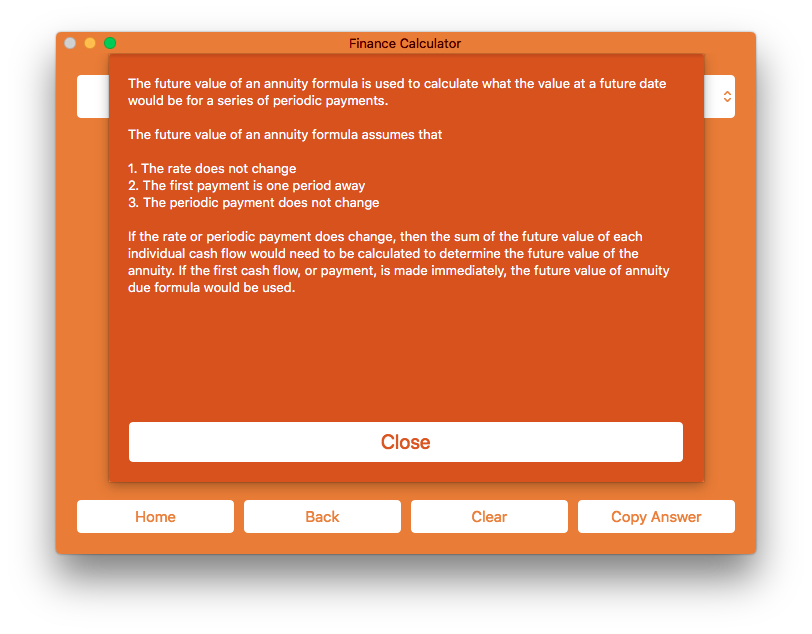 Finance Calculator
The future value of an annuity formula is used to calculate what the value at a future date
would be for a series of periodic payments.
The future value of an annuity formula assumes that
1. The rate does not change
2. The first payment is one period away
3. The periodic payment does not change
If the rate or periodic payment does change, then the sum of the future value of each
individual cash flow would need to be calculated to determine the future value of the
annuity. If the first cash flow, or payment, is made immediately, the future value of annuity
due formula would be used.
Close
Home
Back
Clear
Copy Answer